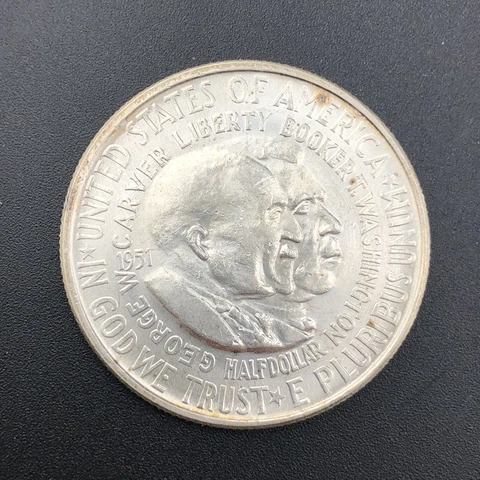 UNITED STATES OF AMERICA
E PLURIBUS UNUM
IN GOD WE TRUST
GEORGE W CARVER LIBERTY BOOKER T WASHINGTON
HALF DOLLAR
1951